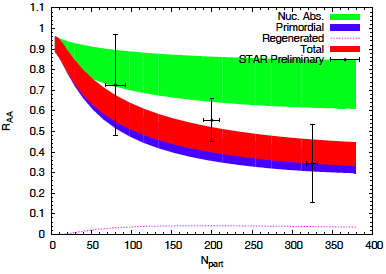 1.1
1
0.9
0.8
0.7
0.6
0.5
0.4
0.3
0.2
0.1
0
R_AA
Nuc. Abs.
Primordial
Regenerated
Total
STAR Preliminary
0 50 100 150 200 250 300 350 400
N_part